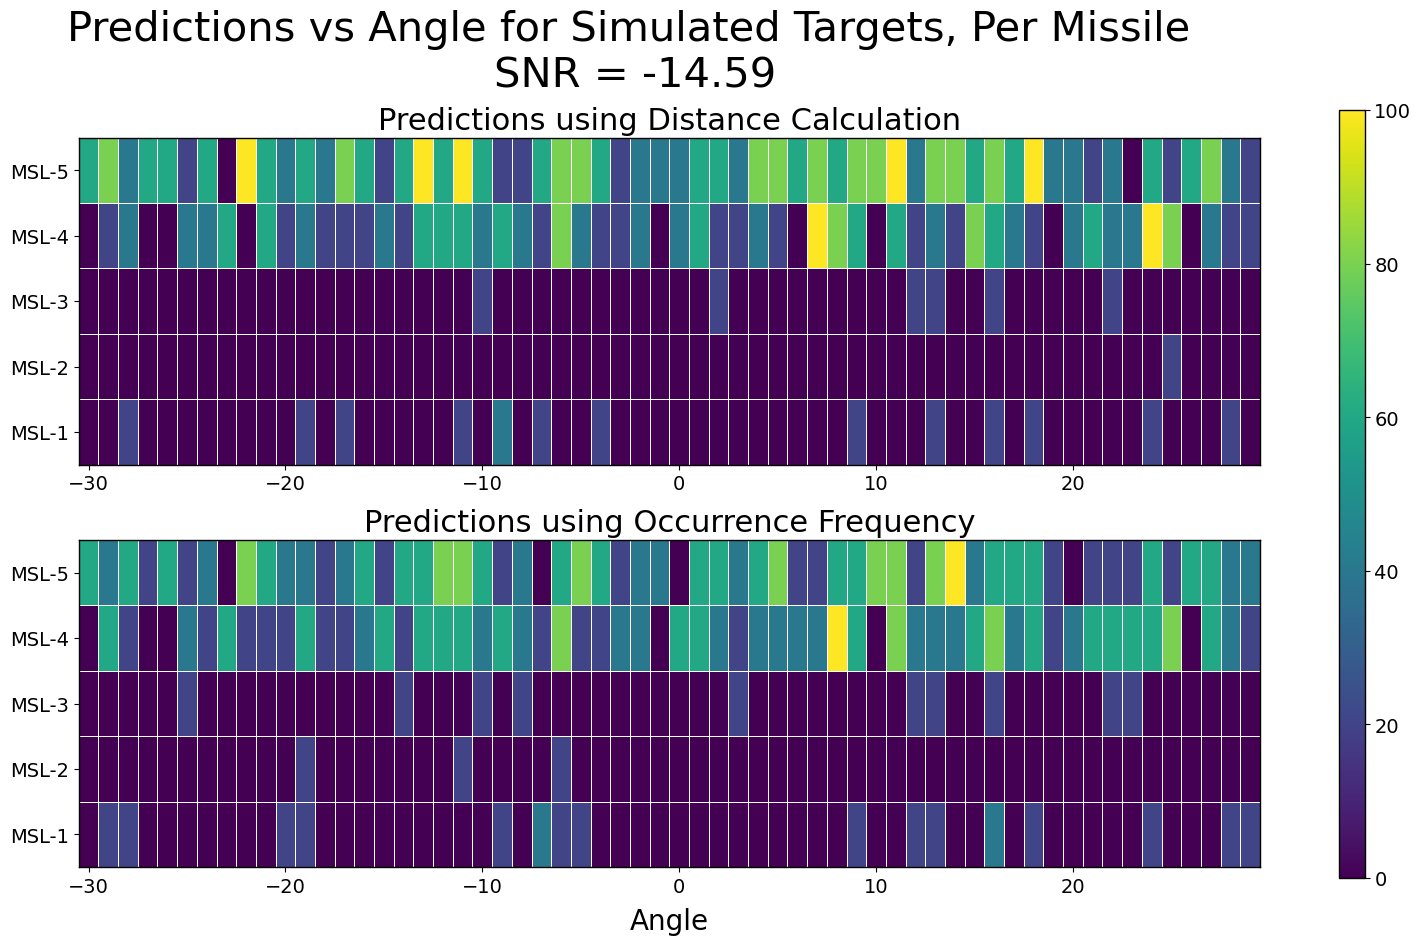 Predictions vs Angle for Simulated Targets, Per Missile
SNR = -14.59
Predictions using Distance Calculation
MSL-5
MSL-4
MSL-3
MSL-2
MSL-1
−30 −20 −10 0 10 20
Predictions using Occurrence Frequency
MSL-5
MSL-4
MSL-3
MSL-2
MSL-1
−30 −20 −10 0 10 20
Angle
100
80
60
40
20
0